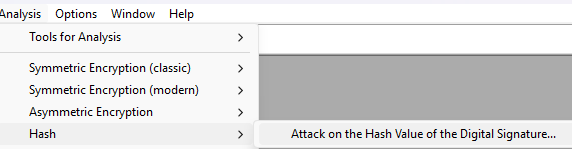 Analysis Options Window Help
Tools for Analysis
Symmetric Encryption (classic)
Symmetric Encryption (modern)
Asymmetric Encryption
Hash
Attack on the Hash Value of the Digital Signature...